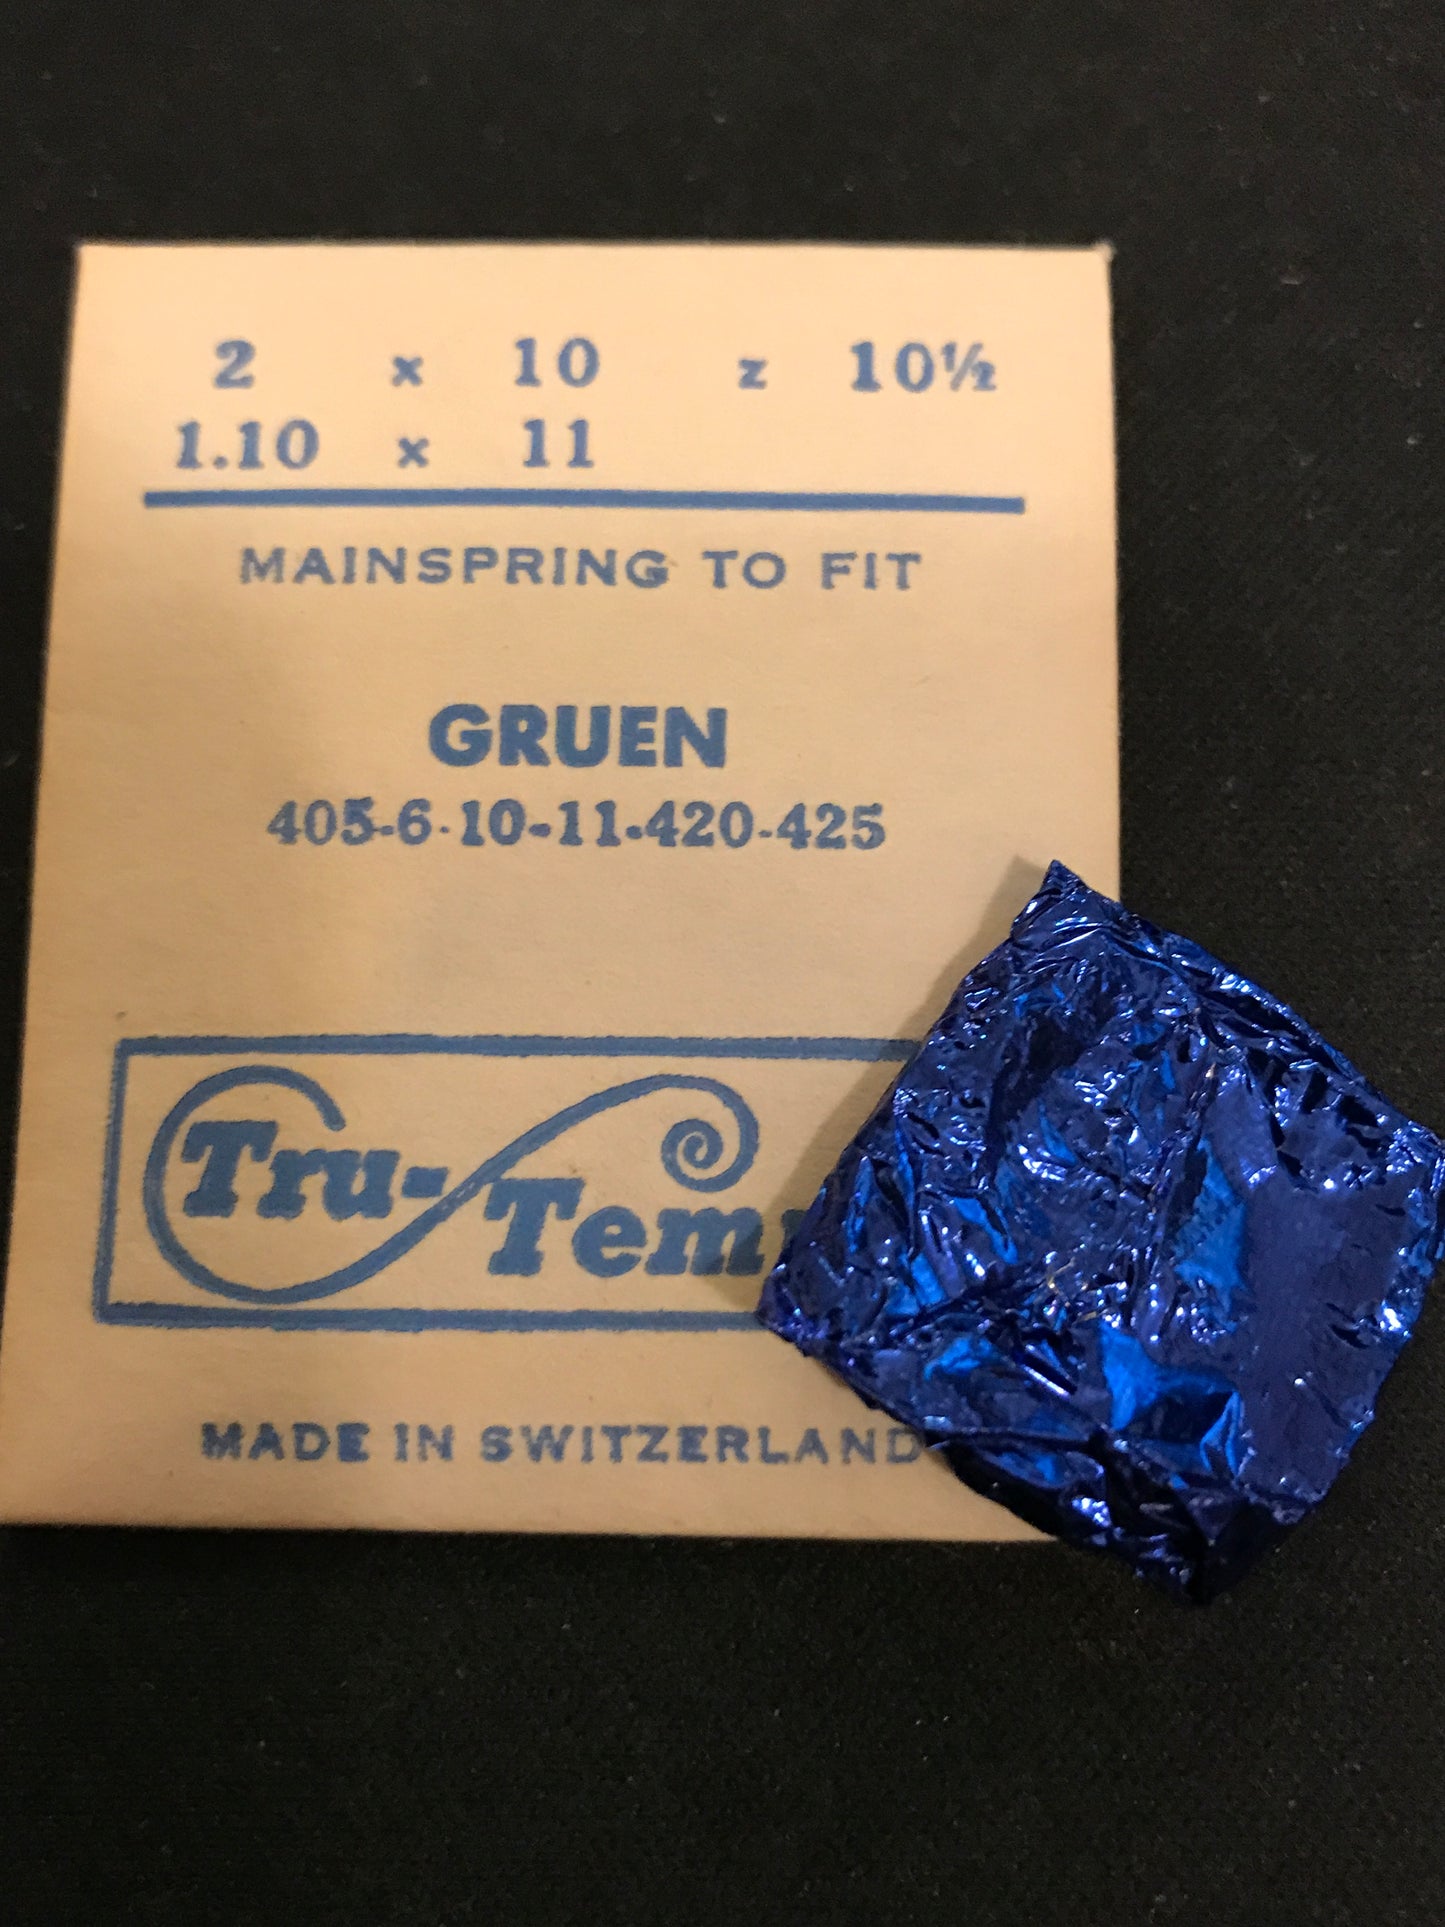 2 x 10 z 10½
1.10 x 11
MAINSPRING TO FIT
GRUEN
405-6-10-11-420-425
Tru-
MADE IN SWITZERLAND